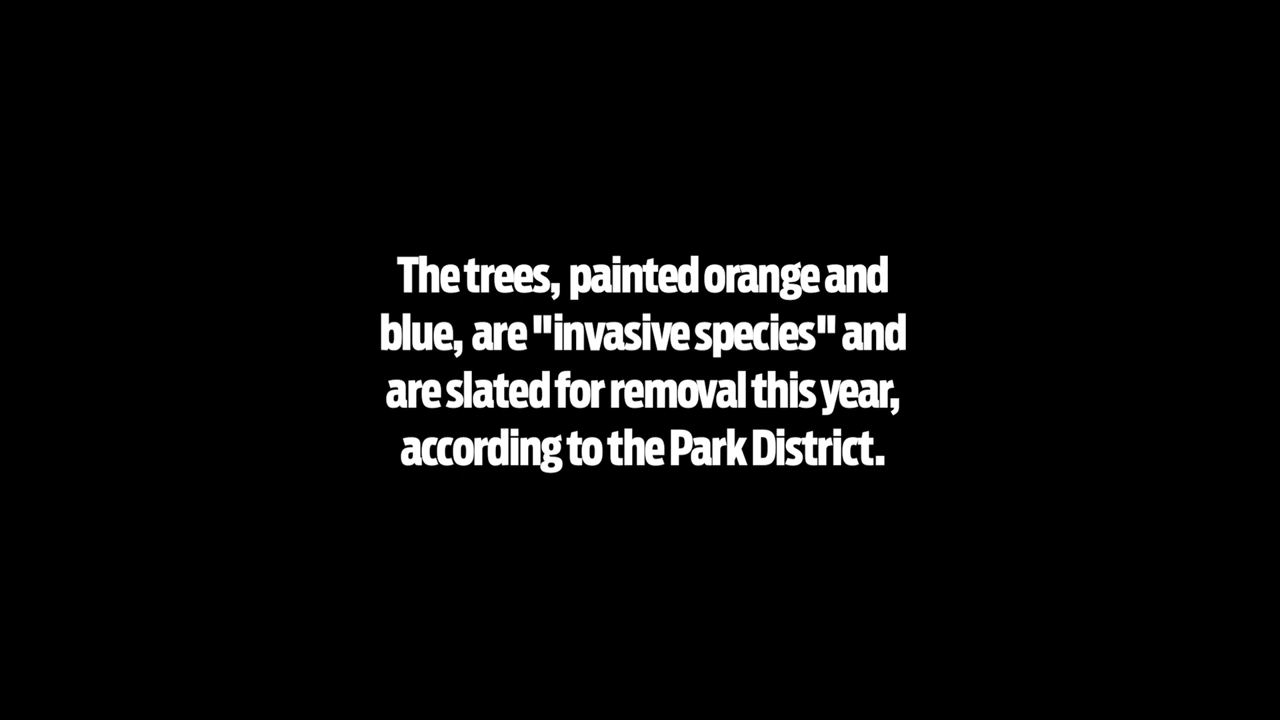 The trees, painted orange and
blue, are "invasive species" and
are slated for removal this year,
according to the Park District.